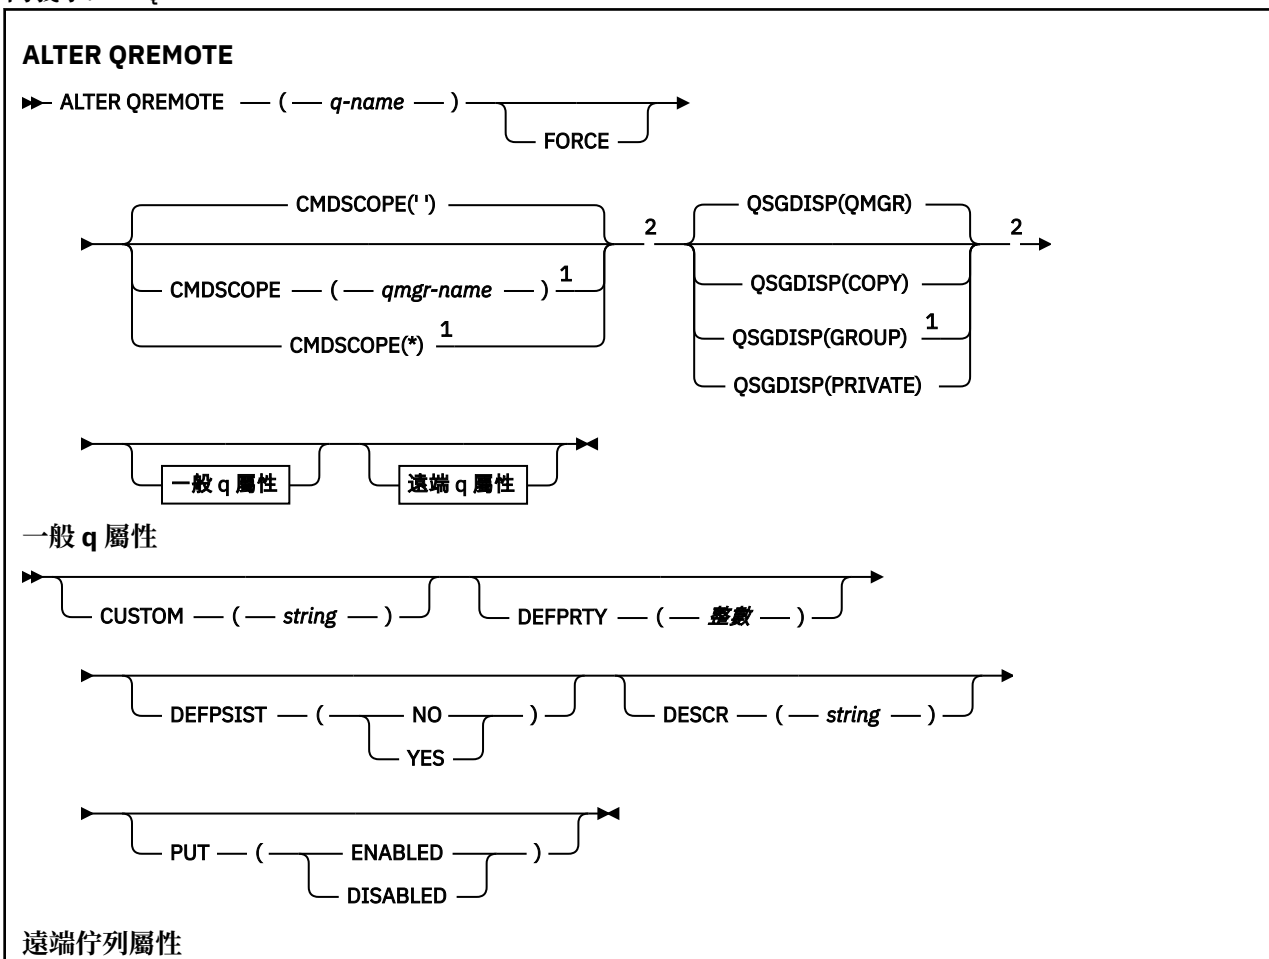 ALTER QREMOTE
ALTER QREMOTE ( q-name )
FORCE
CMDSCOPE(' ') QSGDISP(QMGR)
2 2
CMDSCOPE ( qmgr-name ) 1 QSGDISP(COPY)
CMDSCOPE(*) 1 QSGDISP(GROUP) 1
QSGDISP(PRIVATE)
一般 q 屬性 遠端 q 屬性
一般 q 屬性
CUSTOM ( string ) DEFPRTY ( 整數 )
DEFPSIST ( NO ) DESCR ( string )
YES
PUT ( ENABLED )
DISABLED
遠端佇列屬性